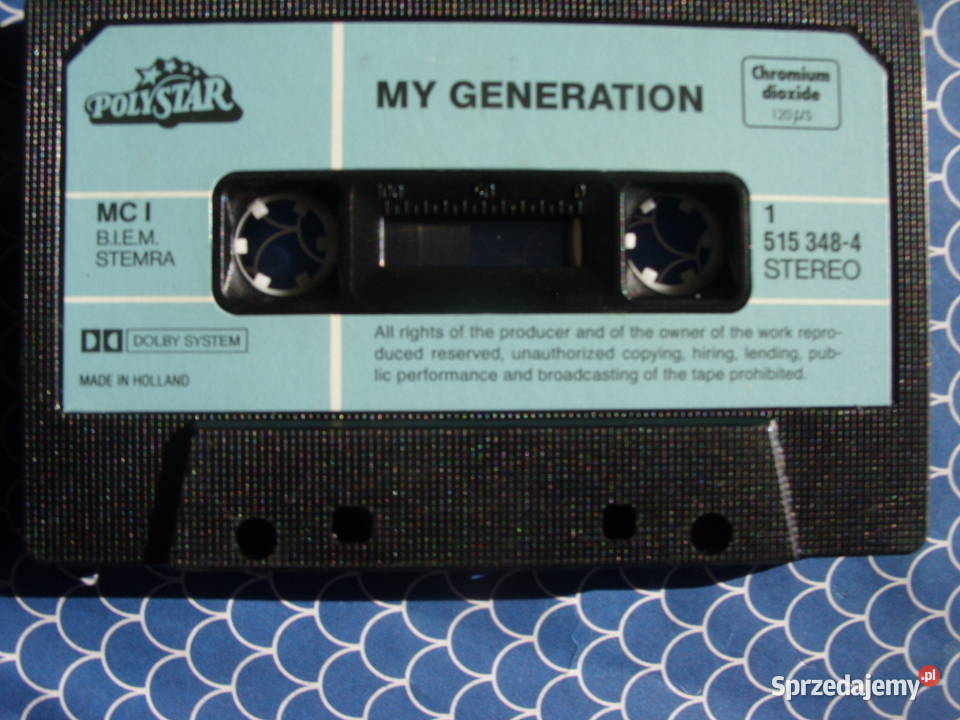 POLYSTAR
MY GENERATION
Chromium
dioxide
120 μS
MC I
B.I.E.M.
STEMRA
1
515 348-4
STEREO
DOLBY SYSTEM
MADE IN HOLLAND
All rights of the producer and of the owner of the work repro-
duced reserved, unauthorized copying, hiring, lending, pub-
lic performance and broadcasting of the tape prohibited.
Sprzedajemy.pl